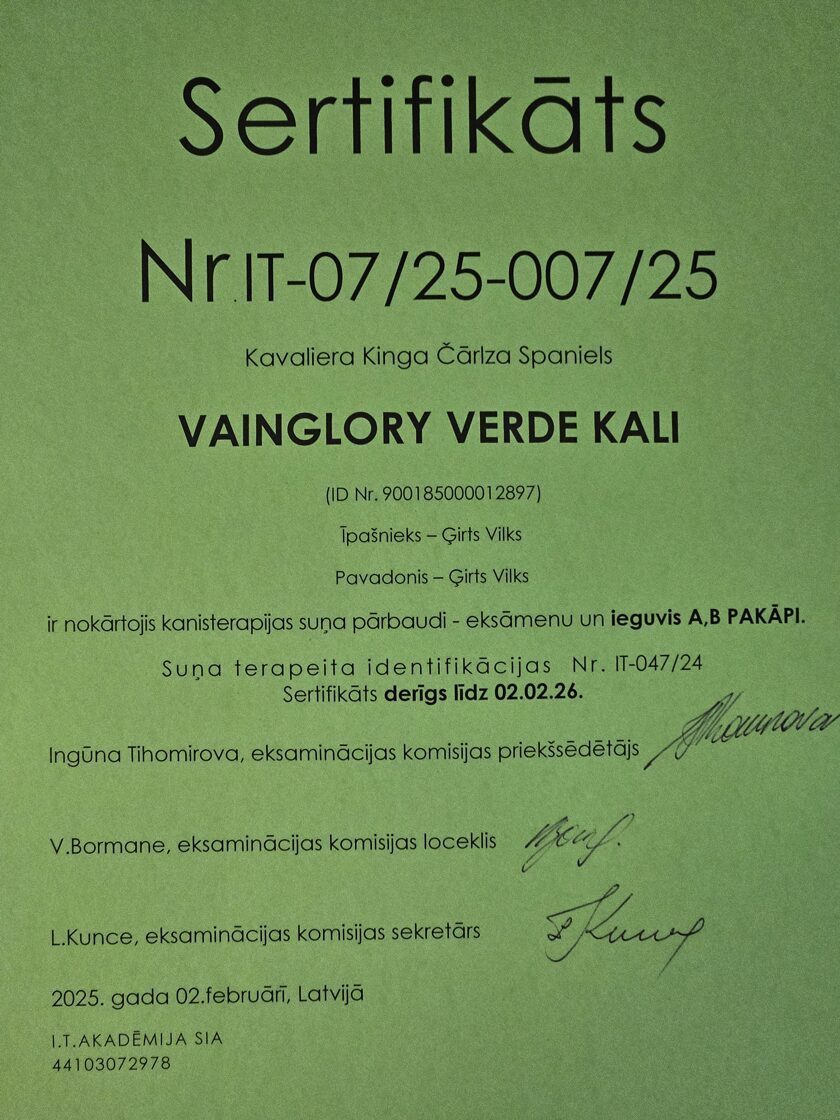 Sertifikāts
Nr.IT-07/25-007/25
Kavaliera Kinga Čārlza Spaniels
VAINGLORY VERDE KALI
(ID Nr. 900185000012897)
Īpašnieks – Ģirts Vilks
Pavadonis – Ģirts Vilks
ir nokārtojis kanisterapijas suņa pārbaudi - eksāmenu un ieguvis A,B PAKĀPI.
Suņa terapeita identifikācijas Nr. IT-047/24
Sertifikāts derīgs līdz 02.02.26.
Ingūna Tihomirova, eksaminācijas komisijas priekšsēdētājs
V.Bormane, eksaminācijas komisijas loceklis
L.Kunce, eksaminācijas komisijas sekretārs
2025. gada 02.februārī, Latvijā
I.T.AKADĒMIJA SIA
44103072978